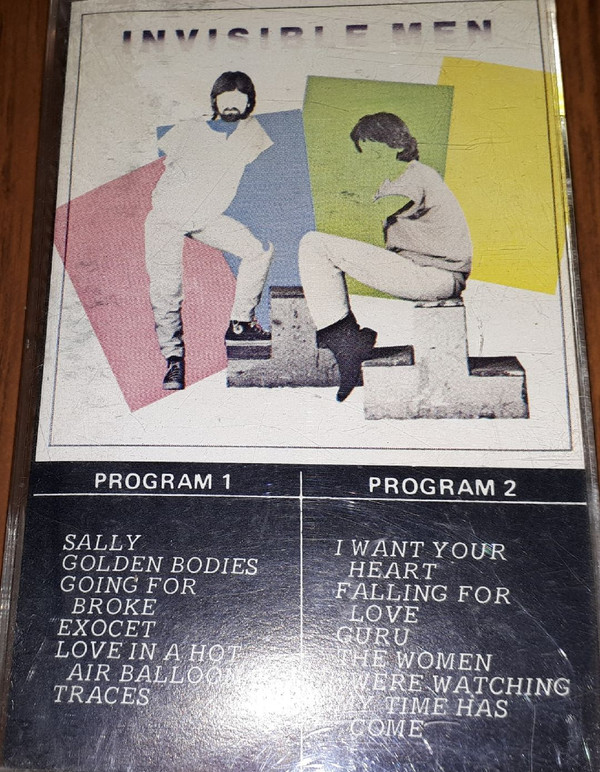 INVISIBLE MEN
PROGRAM 1
SALLY
GOLDEN BODIES
GOING FOR
BROKE
EXOCET
LOVE IN A HOT
AIR BALLOON
TRACES
PROGRAM 2
I WANT YOUR
HEART
FALLING FOR
LOVE
GURU
THE WOMEN
WERE WATCHING
MY TIME HAS
COME